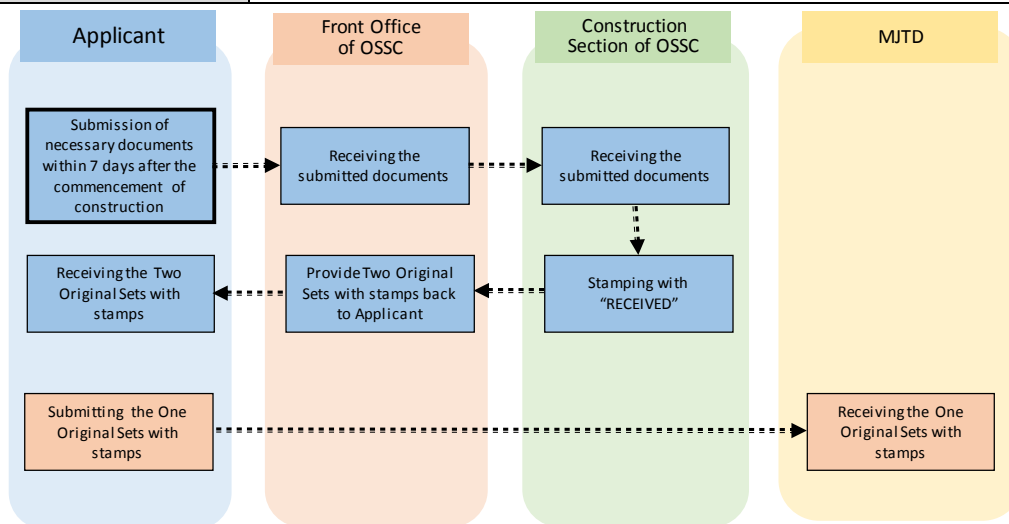 Applicant
Front Office
of OSSC
Construction
Section of OSSC
MJTD
Submission of
necessary documents
within 7 days after the
commencement of
construction
Receiving the
submitted documents
Receiving the
submitted documents
Receiving the Two
Original Sets with
stamps
Provide Two Original
Sets with stamps back
to Applicant
Stamping with
“RECEIVED”
Submitting the One
Original Sets with
stamps
Receiving the One
Original Sets with
stamps